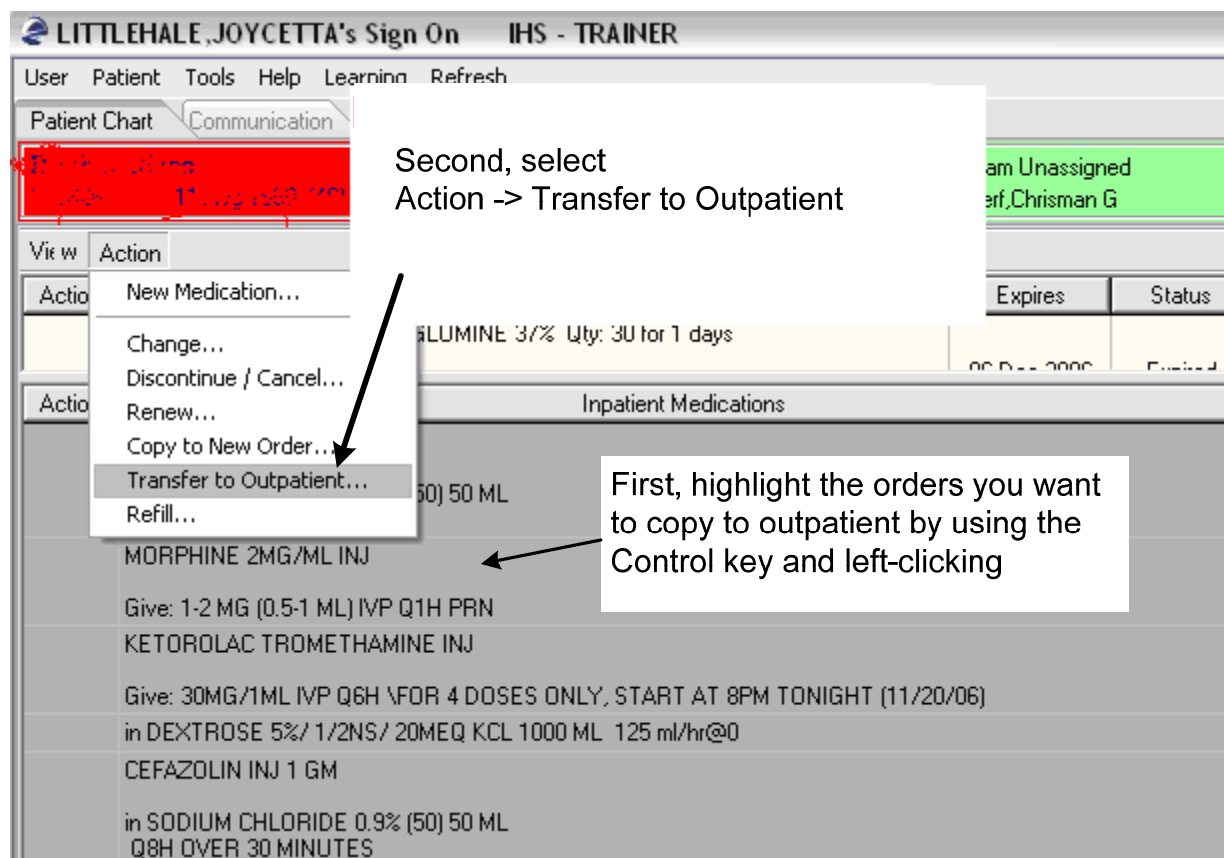 LITTLEHALE,JOYCETTA's Sign On IHS - TRAINER
User Patient Tools Help Learning Refresh
Patient Chart Communication
Second, select
Action -> Transfer to Outpatient
am Unassigned
erf,Chrisman G
View Action
Actio Expires Status
New Medication...
GLUMINE 37% Qty: 30 for 1 days
Change...
Discontinue / Cancel...
Actio Inpatient Medications
Renew...
Copy to New Order...
Transfer to Outpatient...
(50) 50 ML
Refill...
First, highlight the orders you want
to copy to outpatient by using the
Control key and left-clicking
MORPHINE 2MG/ML INJ
Give: 1-2 MG (0.5-1 ML) IVP Q1H PRN
KETOROLAC TROMETHAMINE INJ
Give: 30MG/1ML IVP Q6H \FOR 4 DOSES ONLY, START AT 8PM TONIGHT (11/20/06)
in DEXTROSE 5%/ 1/2NS/ 20MEQ KCL 1000 ML 125 ml/hr@0
CEFAZOLIN INJ 1 GM
in SODIUM CHLORIDE 0.9% (50) 50 ML
Q8H OVER 30 MINUTES